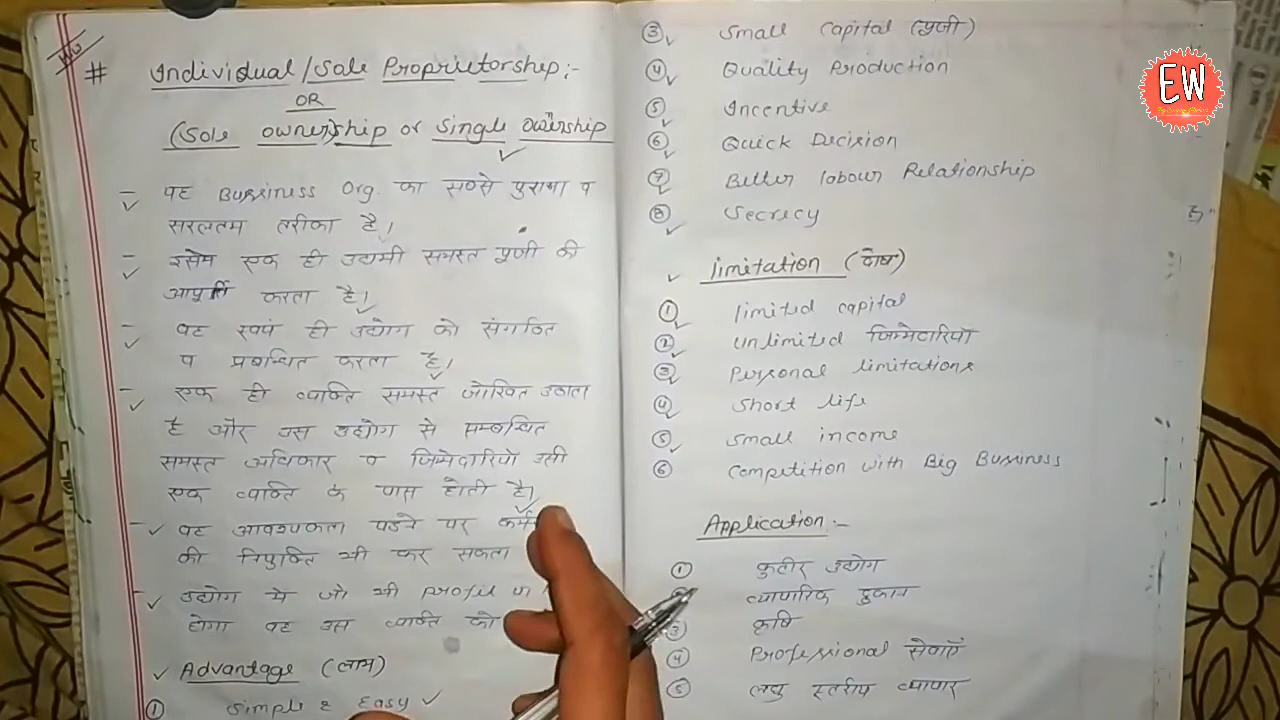 # Individual/Sole Proprietorship:-
OR
(Sole ownership or Single ownership
- यह Bussiness Org. का सबसे पुराना व
सरलतम तरीका है।
- इसेम एक ही उद्यमी समस्त पूंजी की
आपूर्ति करता है।
- वह स्वयं ही उद्योग को संगठित
व प्रबन्धित करता है।
- एक ही व्यक्ति समस्त जोखित उठाता
है और उस उद्योग से सम्बन्धित
समस्त अधिकार व जिम्मेदारियो उसी
एक व्यक्ति के पास होती है।
- वह आवश्यकता पडने पर
की नियुक्ति भी कर सकता
- उद्योग मे जो भी profit
होगा वह उस व्यक्ति को
Advantage (लाभ)
① Simple & Easy
③ Small Capital (पूंजी)
④ Quality Production
⑤ Incentive
⑥ Quick Decision
⑦ Better labour Relationship
⑧ Secrecy
limitation (दोष)
① limited capital
② unlimited जिम्मेदारियाँ
③ Personal limitations
④ Short life
⑤ Small income
⑥ Compitition with Big Bussiness
Application:-
① कुटीर उद्योग
व्यापारिक दुकान
③ कृषि
④ Professional सेवाएँ
⑤ लघु स्तरीय व्यापार
EW